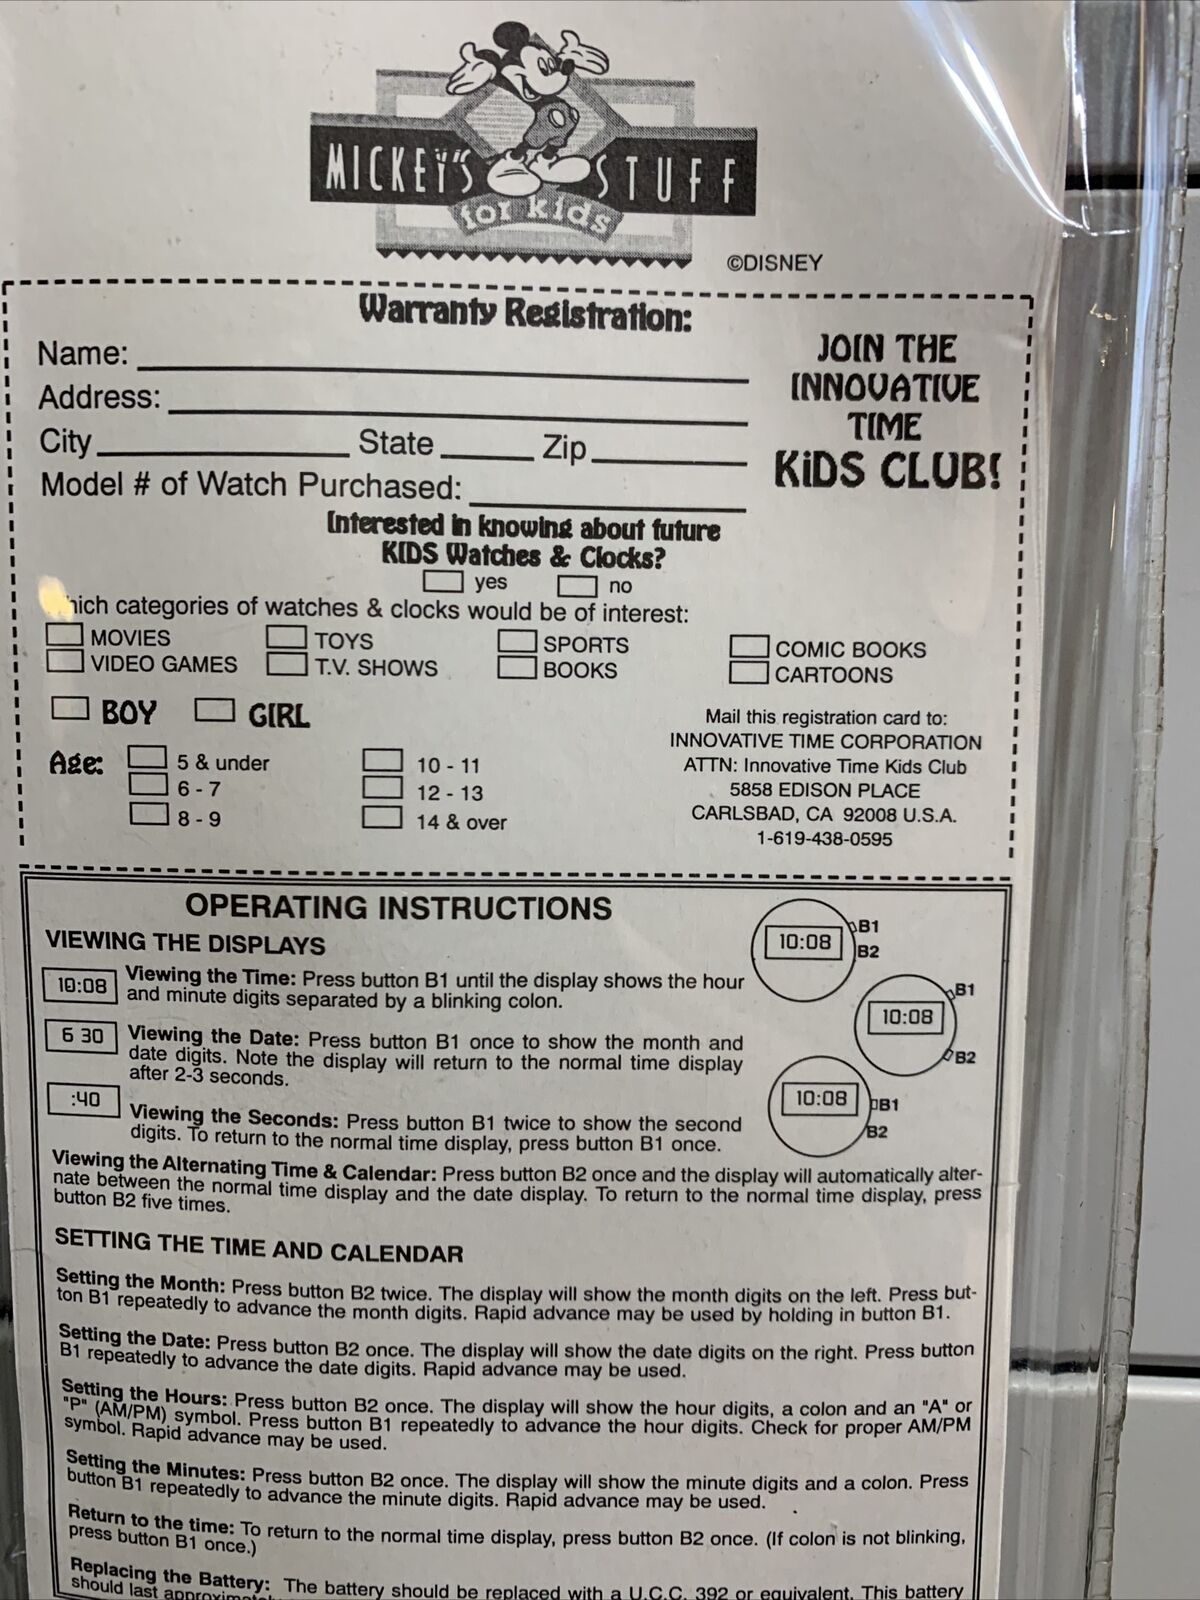 MICKEY'S STUFF
for kids
©DISNEY
Warranty Registration:
Name:
Address:
City State Zip
Model # of Watch Purchased:
JOIN THE
INNOVATIVE
TIME
KiDS CLUB!
Interested in knowing about future
KIDS Watches & Clocks?
yes no
hich categories of watches & clocks would be of interest:
MOVIES TOYS SPORTS COMIC BOOKS
VIDEO GAMES T.V. SHOWS BOOKS CARTOONS
BOY GIRL
Age: 5 & under 10 - 11
6 - 7 12 - 13
8 - 9 14 & over
Mail this registration card to:
INNOVATIVE TIME CORPORATION
ATTN: Innovative Time Kids Club
5858 EDISON PLACE
CARLSBAD, CA 92008 U.S.A.
1-619-438-0595
OPERATING INSTRUCTIONS
VIEWING THE DISPLAYS
10:08
Viewing the Time: Press button B1 until the display shows the hour
and minute digits separated by a blinking colon.
6 30
Viewing the Date: Press button B1 once to show the month and
date digits. Note the display will return to the normal time display
after 2-3 seconds.
:40
Viewing the Seconds: Press button B1 twice to show the second
digits. To return to the normal time display, press button B1 once.
10:08 B1
B2
10:08 B1
B2
10:08 B1
B2
Viewing the Alternating Time & Calendar: Press button B2 once and the display will automatically alter-
nate between the normal time display and the date display. To return to the normal time display, press
button B2 five times.
SETTING THE TIME AND CALENDAR
Setting the Month: Press button B2 twice. The display will show the month digits on the left. Press but-
ton B1 repeatedly to advance the month digits. Rapid advance may be used by holding in button B1.
Setting the Date: Press button B2 once. The display will show the date digits on the right. Press button
B1 repeatedly to advance the date digits. Rapid advance may be used.
Setting the Hours: Press button B2 once. The display will show the hour digits, a colon and an "A" or
"P" (AM/PM) symbol. Press button B1 repeatedly to advance the hour digits. Check for proper AM/PM
symbol. Rapid advance may be used.
Setting the Minutes: Press button B2 once. The display will show the minute digits and a colon. Press
button B1 repeatedly to advance the minute digits. Rapid advance may be used.
Return to the time: To return to the normal time display, press button B2 once. (If colon is not blinking,
press button B1 once.)
Replacing the Battery: The battery should be replaced with a U.C.C. 392 or equivalent. This battery
should last